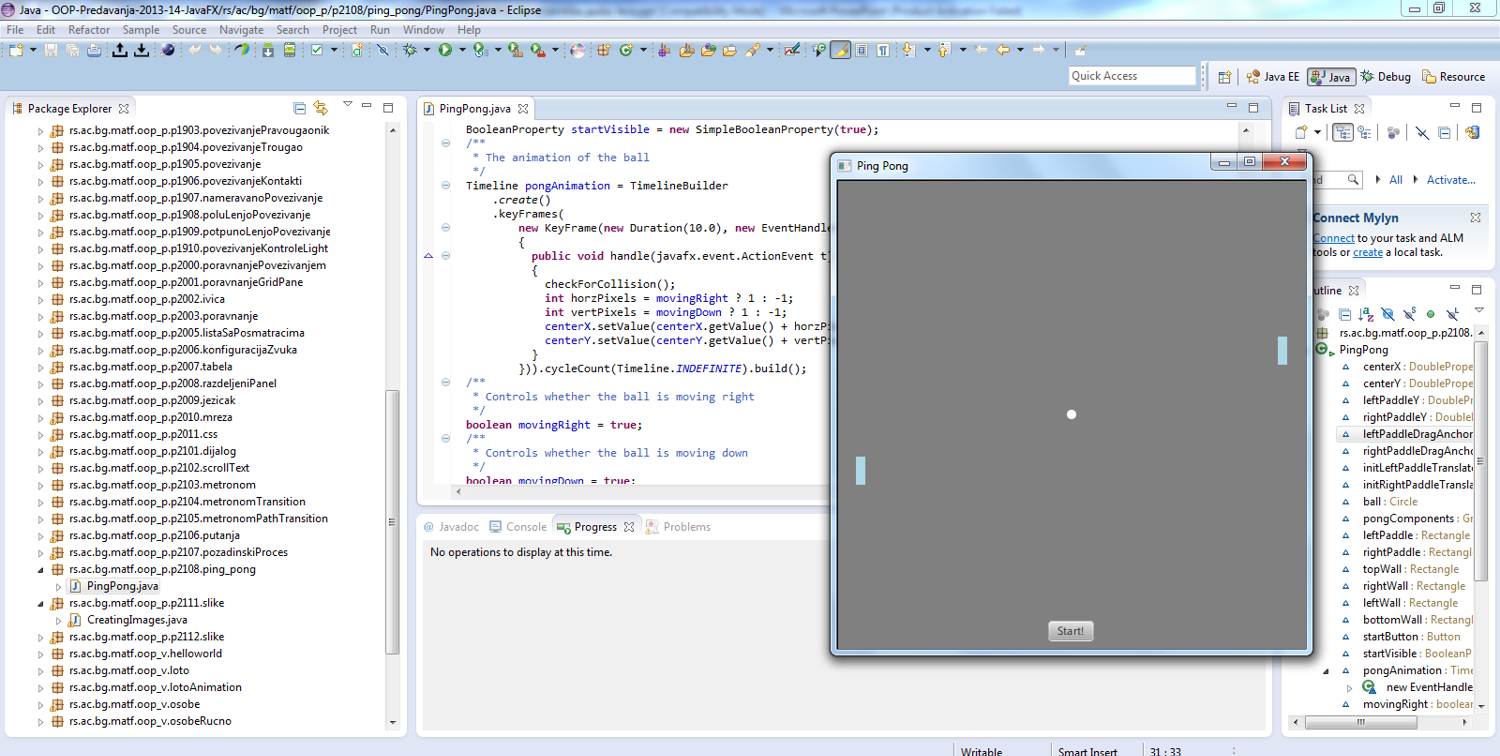 Java - OOP-Predavanja-2013-14-JavaFX/rs/ac/bg/matf/oop_p/p2108/ping_pong/PingPong.java - Eclipse
File Edit Refactor Sample Source Navigate Search Project Run Window Help
Quick Access
Java EE
Java
Debug
Resource
Package Explorer
rs.ac.bg.matf.oop_p.p1903.povezivanjePravougaonik
rs.ac.bg.matf.oop_p.p1904.povezivanjeTrougao
rs.ac.bg.matf.oop_p.p1905.povezivanje
rs.ac.bg.matf.oop_p.p1906.povezivanjeKontakti
rs.ac.bg.matf.oop_p.p1907.nameravanoPovezivanje
rs.ac.bg.matf.oop_p.p1908.poluLenjoPovezivanje
rs.ac.bg.matf.oop_p.p1909.potpunoLenjoPovezivanje
rs.ac.bg.matf.oop_p.p1910.povezivanjeKontroleLight
rs.ac.bg.matf.oop_p.p2000.poravnanjePovezivanjem
rs.ac.bg.matf.oop_p.p2001.poravnanjeGridPane
rs.ac.bg.matf.oop_p.p2002.ivica
rs.ac.bg.matf.oop_p.p2003.poravnanje
rs.ac.bg.matf.oop_p.p2005.listaSaPosmatracima
rs.ac.bg.matf.oop_p.p2006.konfiguracijaZvuka
rs.ac.bg.matf.oop_p.p2007.tabela
rs.ac.bg.matf.oop_p.p2008.razdeljeniPanel
rs.ac.bg.matf.oop_p.p2009.jezicak
rs.ac.bg.matf.oop_p.p2010.mreza
rs.ac.bg.matf.oop_p.p2011.css
rs.ac.bg.matf.oop_p.p2101.dijalog
rs.ac.bg.matf.oop_p.p2102.scrollText
rs.ac.bg.matf.oop_p.p2103.metronom
rs.ac.bg.matf.oop_p.p2104.metronomTransition
rs.ac.bg.matf.oop_p.p2105.metronomPathTransition
rs.ac.bg.matf.oop_p.p2106.putanja
rs.ac.bg.matf.oop_p.p2107.pozadinskiProces
rs.ac.bg.matf.oop_p.p2108.ping_pong
PingPong.java
rs.ac.bg.matf.oop_p.p2111.slike
CreatingImages.java
rs.ac.bg.matf.oop_p.p2112.slike
rs.ac.bg.matf.oop_v.helloworld
rs.ac.bg.matf.oop_v.loto
rs.ac.bg.matf.oop_v.lotoAnimation
rs.ac.bg.matf.oop_v.osobe
rs.ac.bg.matf.oop_v.osobeRucno
PingPong.java
BooleanProperty startVisible = new SimpleBooleanProperty(true);
/**
* The animation of the ball
*/
Timeline pongAnimation = TimelineBuilder
.create()
.keyFrames(
new KeyFrame(new Duration(10.0), new EventHandle
{
public void handle(javafx.event.ActionEvent t)
{
checkForCollision();
int horzPixels = movingRight ? 1 : -1;
int vertPixels = movingDown ? 1 : -1;
centerX.setValue(centerX.getValue() + horzPi
centerY.setValue(centerY.getValue() + vertPi
}
})).cycleCount(Timeline.INDEFINITE).build();
/**
* Controls whether the ball is moving right
*/
boolean movingRight = true;
/**
* Controls whether the ball is moving down
*/
boolean movingDown = true;
Javadoc
Console
Progress
Problems
No operations to display at this time.
Ping Pong
Start!
Task List
nd
All
Activate...
Connect Mylyn
Connect to your task and ALM
tools or create a local task.
utline
rs.ac.bg.matf.oop_p.p2108.
PingPong
centerX : DoublePrope
centerY : DoublePrope
leftPaddleY : DoublePr
rightPaddleY : DoubleP
leftPaddleDragAnchor
rightPaddleDragAncho
initLeftPaddleTranslate
initRightPaddleTransla
ball : Circle
pongComponents : Gr
leftPaddle : Rectangle
rightPaddle : Rectangl
topWall : Rectangle
rightWall : Rectangle
leftWall : Rectangle
bottomWall : Rectangl
startButton : Button
startVisible : BooleanP
pongAnimation : Time
new EventHandle
movingRight : boolean
Writable
Smart Insert
31 : 33